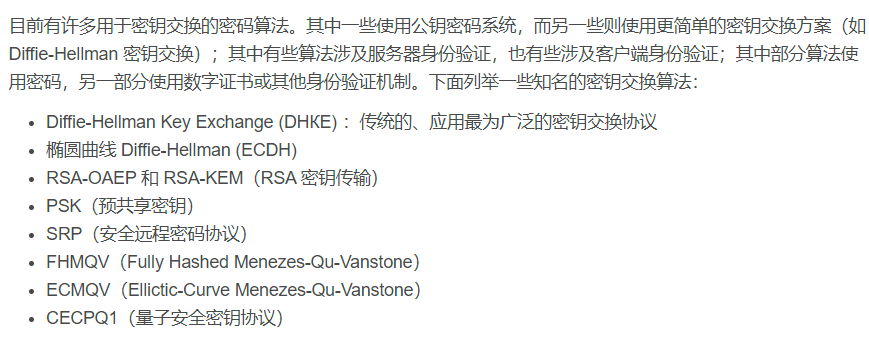 目前有许多用于密钥交换的密码算法。其中一些使用公钥密码系统，而另一些则使用更简单的密钥交换方案（如
Diffie-Hellman 密钥交换）；其中有些算法涉及服务器身份验证，也有些涉及客户端身份验证；其中部分算法使
用密码，另一部分使用数字证书或其他身份验证机制。下面列举一些知名的密钥交换算法：
• Diffie-Hellman Key Exchange (DHКE) ：传统的、应用最为广泛的密钥交换协议
• 椭圆曲线 Diffie-Hellman (ECDH)
• RSA-OAEP 和 RSA-KEM（RSA 密钥传输）
• PSK（预共享密钥）
• SRP（安全远程密码协议）
• FHMQV（Fully Hashed Menezes-Qu-Vanstone）
• ECMQV（Ellictic-Curve Menezes-Qu-Vanstone）
• CECPQ1（量子安全密钥协议）